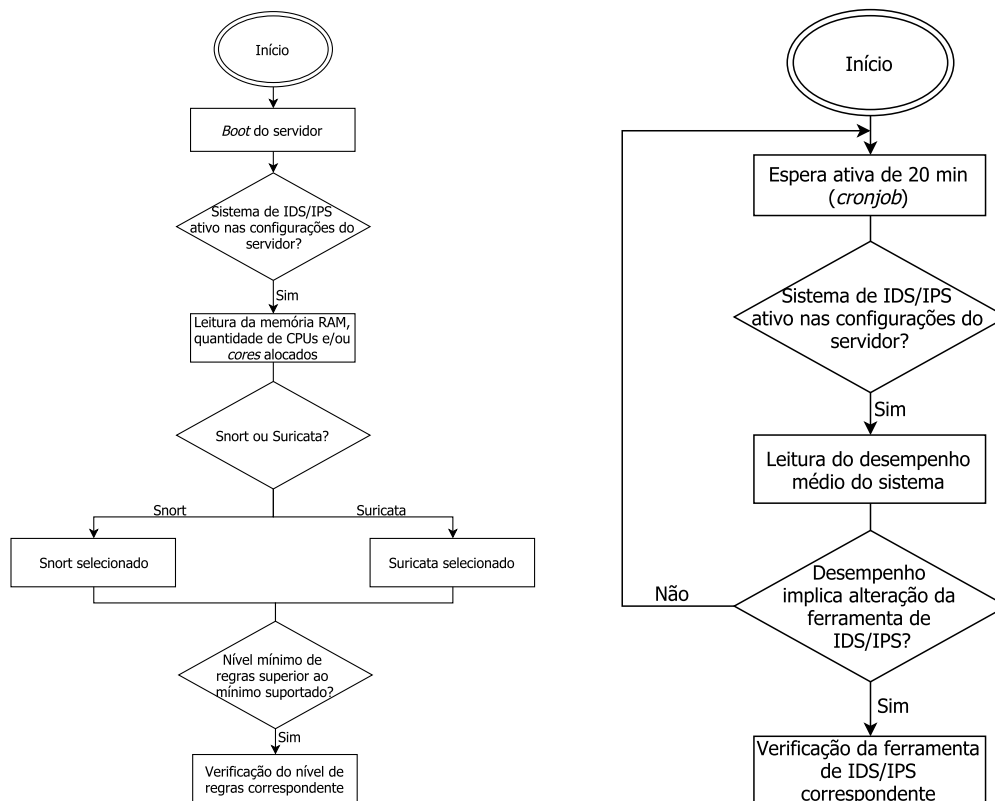 Início
Boot do servidor
Sistema de IDS/IPS
ativo nas configurações do
servidor?
Sim
Leitura da memória RAM,
quantidade de CPUs e/ou
cores alocados
Snort ou Suricata?
Snort
Suricata
Snort selecionado
Suricata selecionado
Nível mínimo de
regras superior ao
mínimo suportado?
Sim
Verificação do nível de
regras correspondente
Início
Espera ativa de 20 min
(cronjob)
Sistema de IDS/IPS
ativo nas configurações do
servidor?
Sim
Leitura do desempenho
médio do sistema
Desempenho
implica alteração da
ferramenta de
IDS/IPS?
Não
Sim
Verificação da ferramenta
de IDS/IPS
correspondente